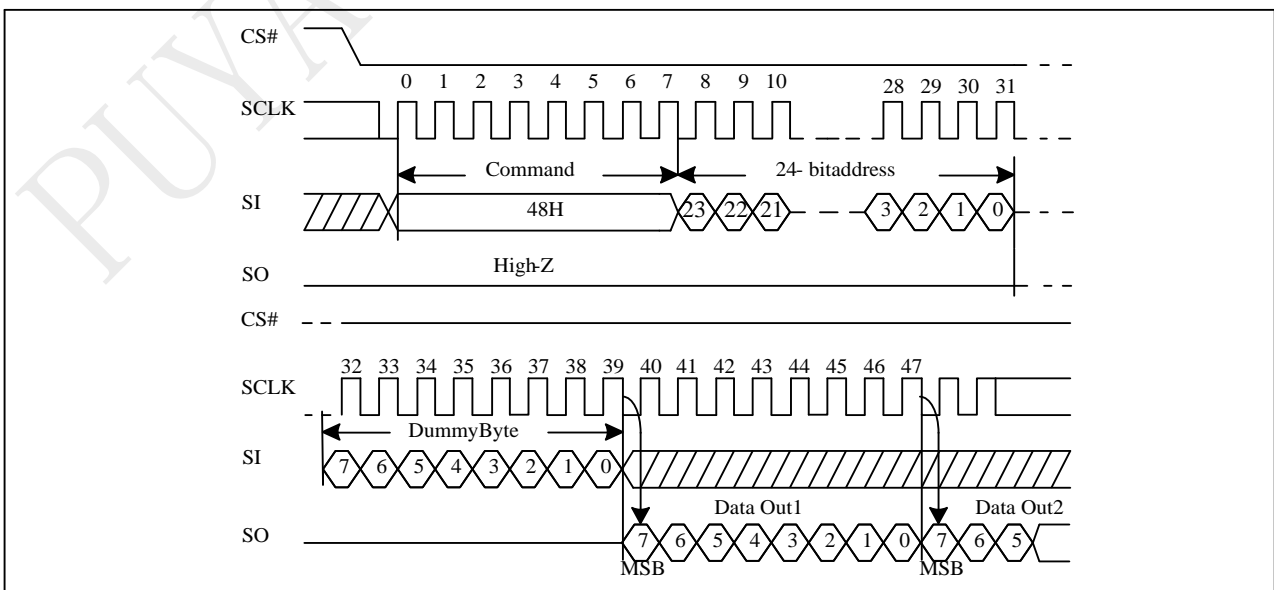 PUYA
CS#
0 1 2 3 4 5 6 7 8 9 10 28 29 30 31
SCLK
Command 24- bitaddress
SI
48H 23 22 21 3 2 1 0
High-Z
SO
CS#
32 33 34 35 36 37 38 39 40 41 42 43 44 45 46 47
SCLK
DummyByte
SI
7 6 5 4 3 2 1 0
Data Out1 Data Out2
SO
7 6 5 4 3 2 1 0 7 6 5
MSB MSB